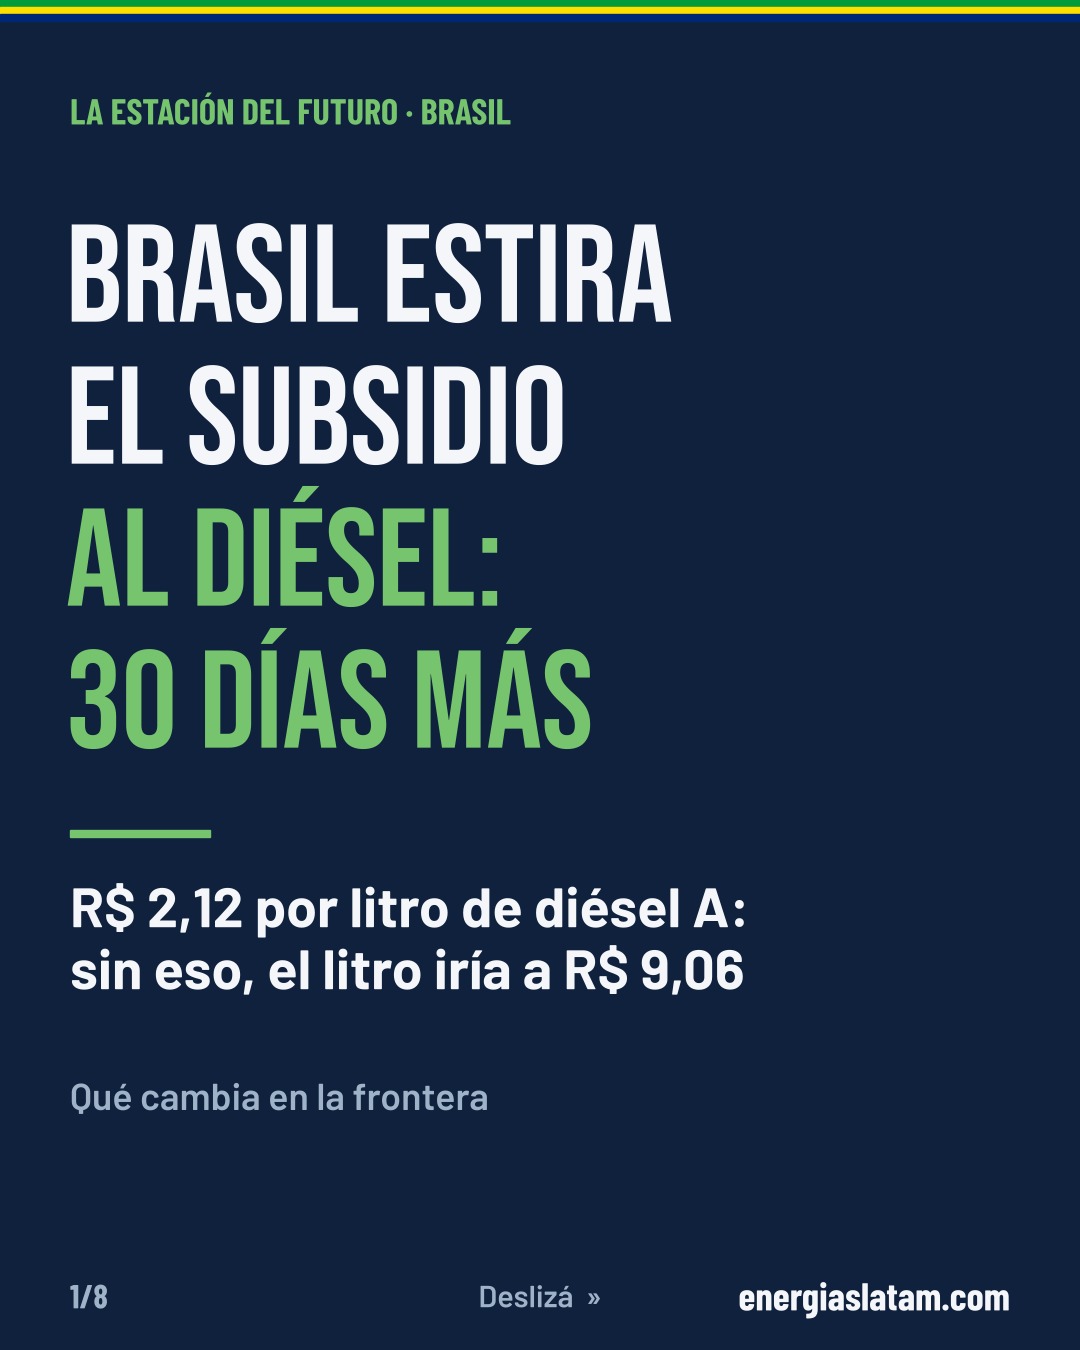 LA ESTACIÓN DEL FUTURO · BRASIL
BRASIL ESTIRA
EL SUBSIDIO
AL DIÉSEL:
30 DÍAS MÁS
R$ 2,12 por litro de diésel A:
sin eso, el litro iría a R$ 9,06
Qué cambia en la frontera
1/8
Deslizá »
energiaslatam.com